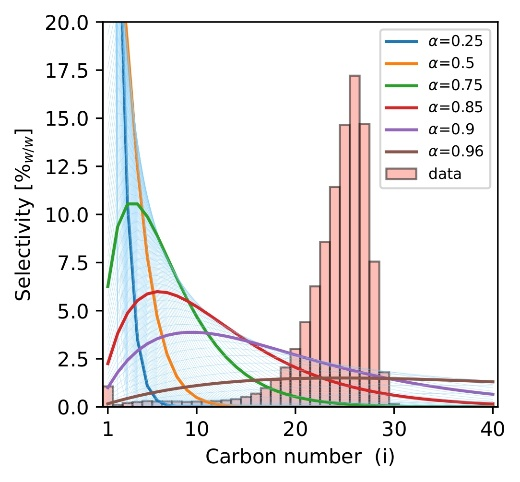 20.0
17.5
15.0
12.5
10.0
7.5
5.0
2.5
0.0
Selectivity [%w/w]
1 10 20 30 40
Carbon number (i)
α=0.25
α=0.5
α=0.75
α=0.85
α=0.9
α=0.96
data